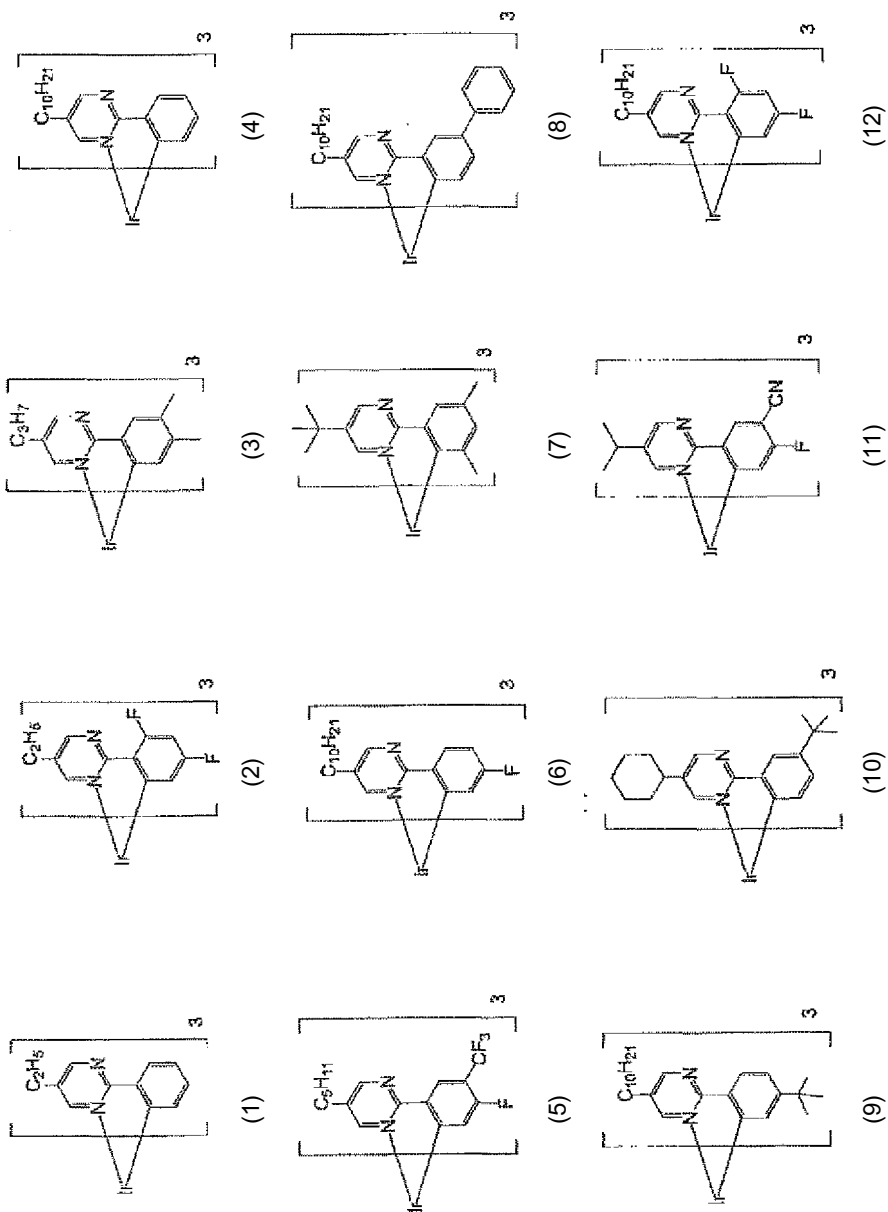 C2H5
N
N
Ir
3
(1)
C2H5
N
N
F
F
Ir
3
(2)
C3H7
N
N
Ir
3
(3)
C10H21
N
N
Ir
3
(4)
C5H11
N
N
CF3
F
Ir
3
(5)
C10H21
N
N
F
Ir
3
(6)
N
N
Ir
3
(7)
C10H21
N
N
Ir
3
(8)
C10H21
N
N
Ir
3
(9)
N
N
Ir
3
(10)
N
N
CN
F
Ir
3
(11)
C10H21
N
N
F
F
Ir
3
(12)